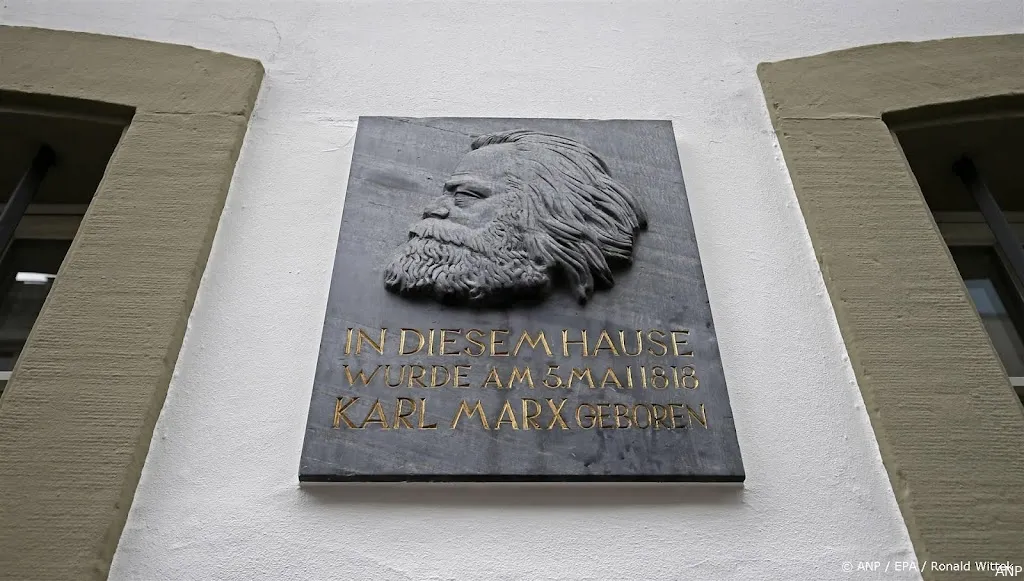 IN DIESEM HAUSE
WURDE AM 5. MAI 1818
KARL MARX GEBOREN
© ANP / EPA / Ronald Wittek
ANP